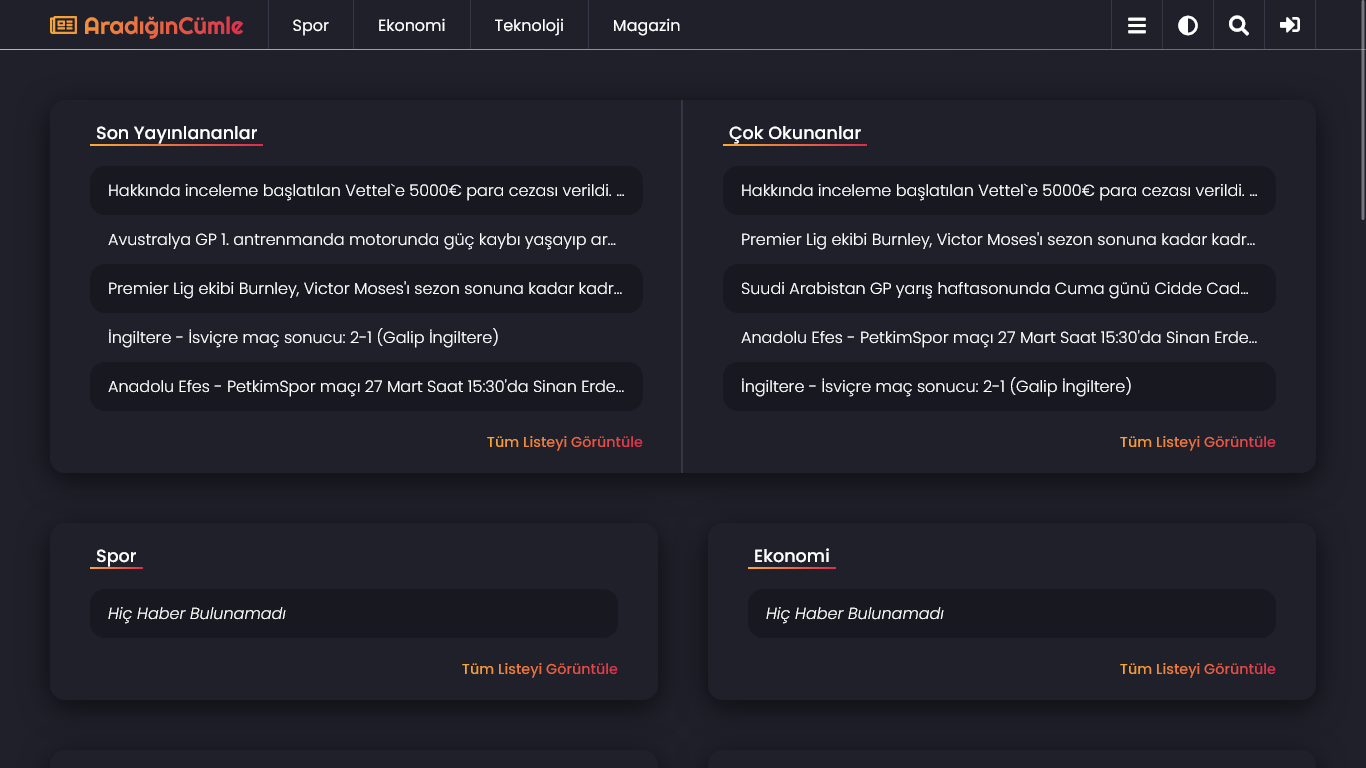 AradığınCümle
Spor
Ekonomi
Teknoloji
Magazin
Son Yayınlananlar
Hakkında inceleme başlatılan Vettel`e 5000€ para cezası verildi. ...
Avustralya GP 1. antrenmanda motorunda güç kaybı yaşayıp ar...
Premier Lig ekibi Burnley, Victor Moses'ı sezon sonuna kadar kadr...
İngiltere - İsviçre maç sonucu: 2-1 (Galip İngiltere)
Anadolu Efes - PetkimSpor maçı 27 Mart Saat 15:30'da Sinan Erde...
Tüm Listeyi Görüntüle
Çok Okunanlar
Hakkında inceleme başlatılan Vettel`e 5000€ para cezası verildi. ...
Premier Lig ekibi Burnley, Victor Moses'ı sezon sonuna kadar kadr...
Suudi Arabistan GP yarış haftasonunda Cuma günü Cidde Cad...
Anadolu Efes - PetkimSpor maçı 27 Mart Saat 15:30'da Sinan Erde...
İngiltere - İsviçre maç sonucu: 2-1 (Galip İngiltere)
Tüm Listeyi Görüntüle
Spor
Hiç Haber Bulunamadı
Tüm Listeyi Görüntüle
Ekonomi
Hiç Haber Bulunamadı
Tüm Listeyi Görüntüle